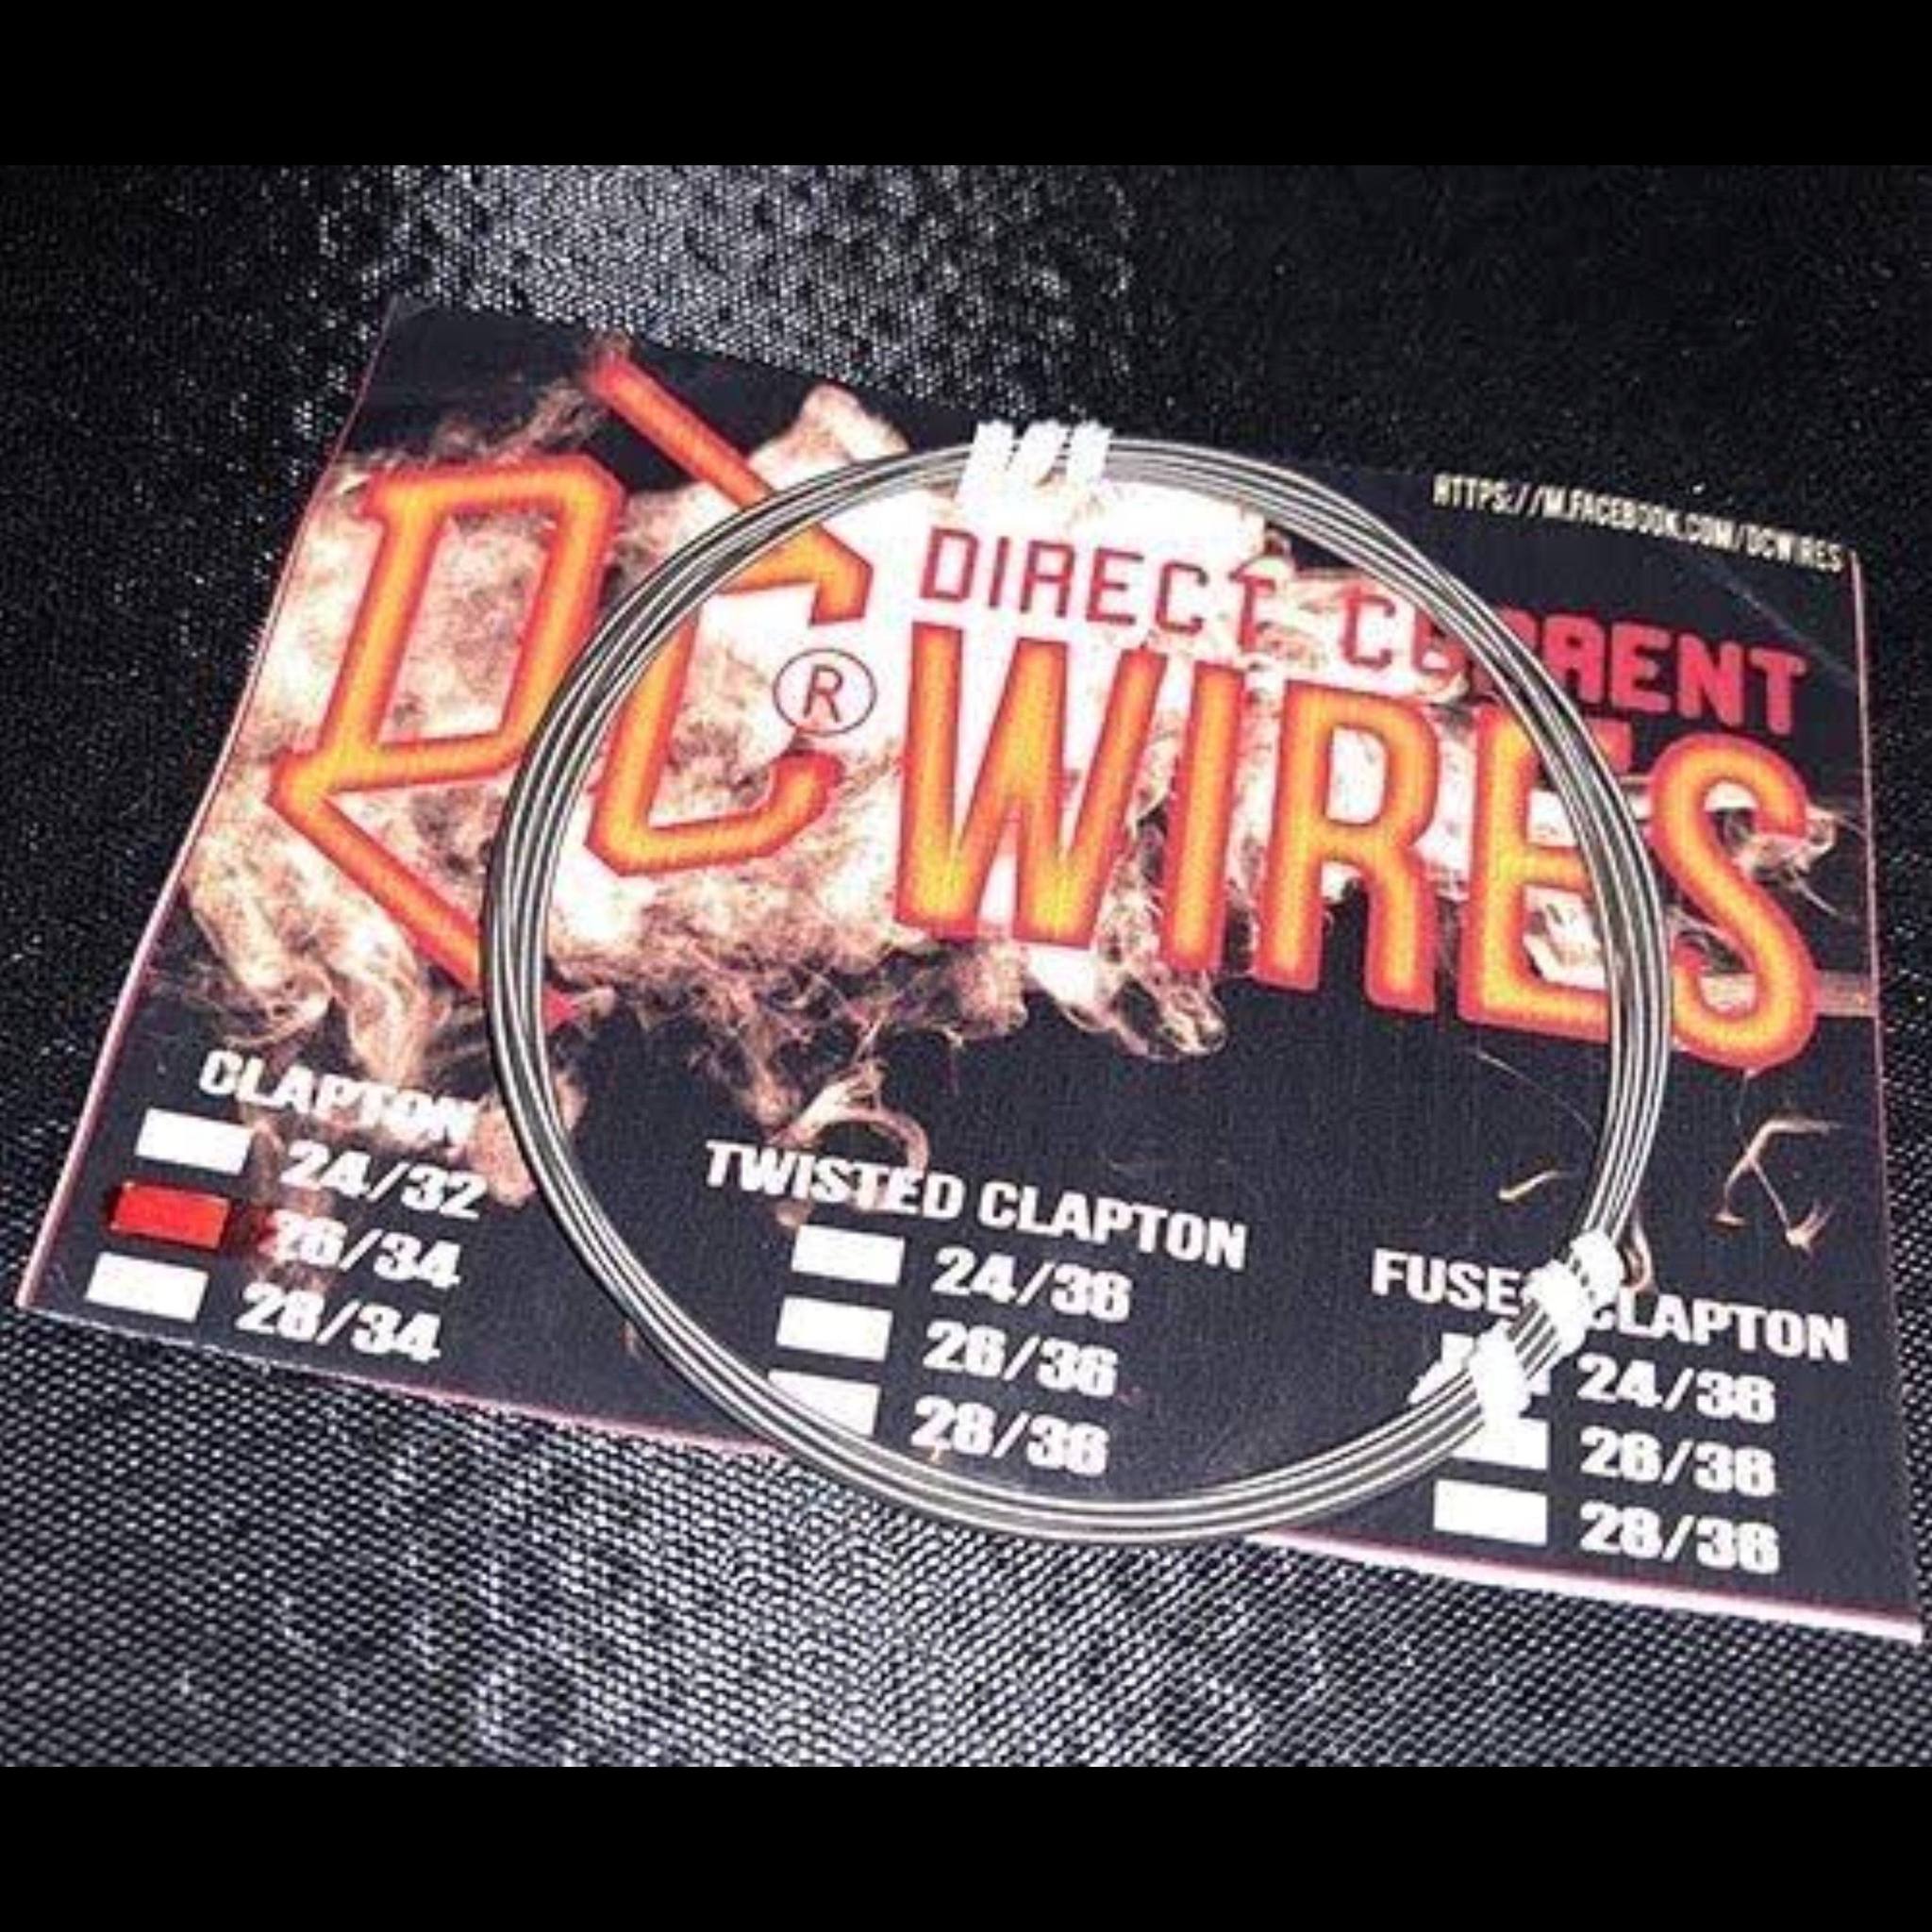 HTTPS://M.FACEBOOK.COM/DCWIRES
DIRECT CURRENT
DC® WIRES
CLAPTON
24/32
26/34
28/34
TWISTED CLAPTON
24/36
26/36
28/36
FUSED CLAPTON
24/36
26/36
28/36